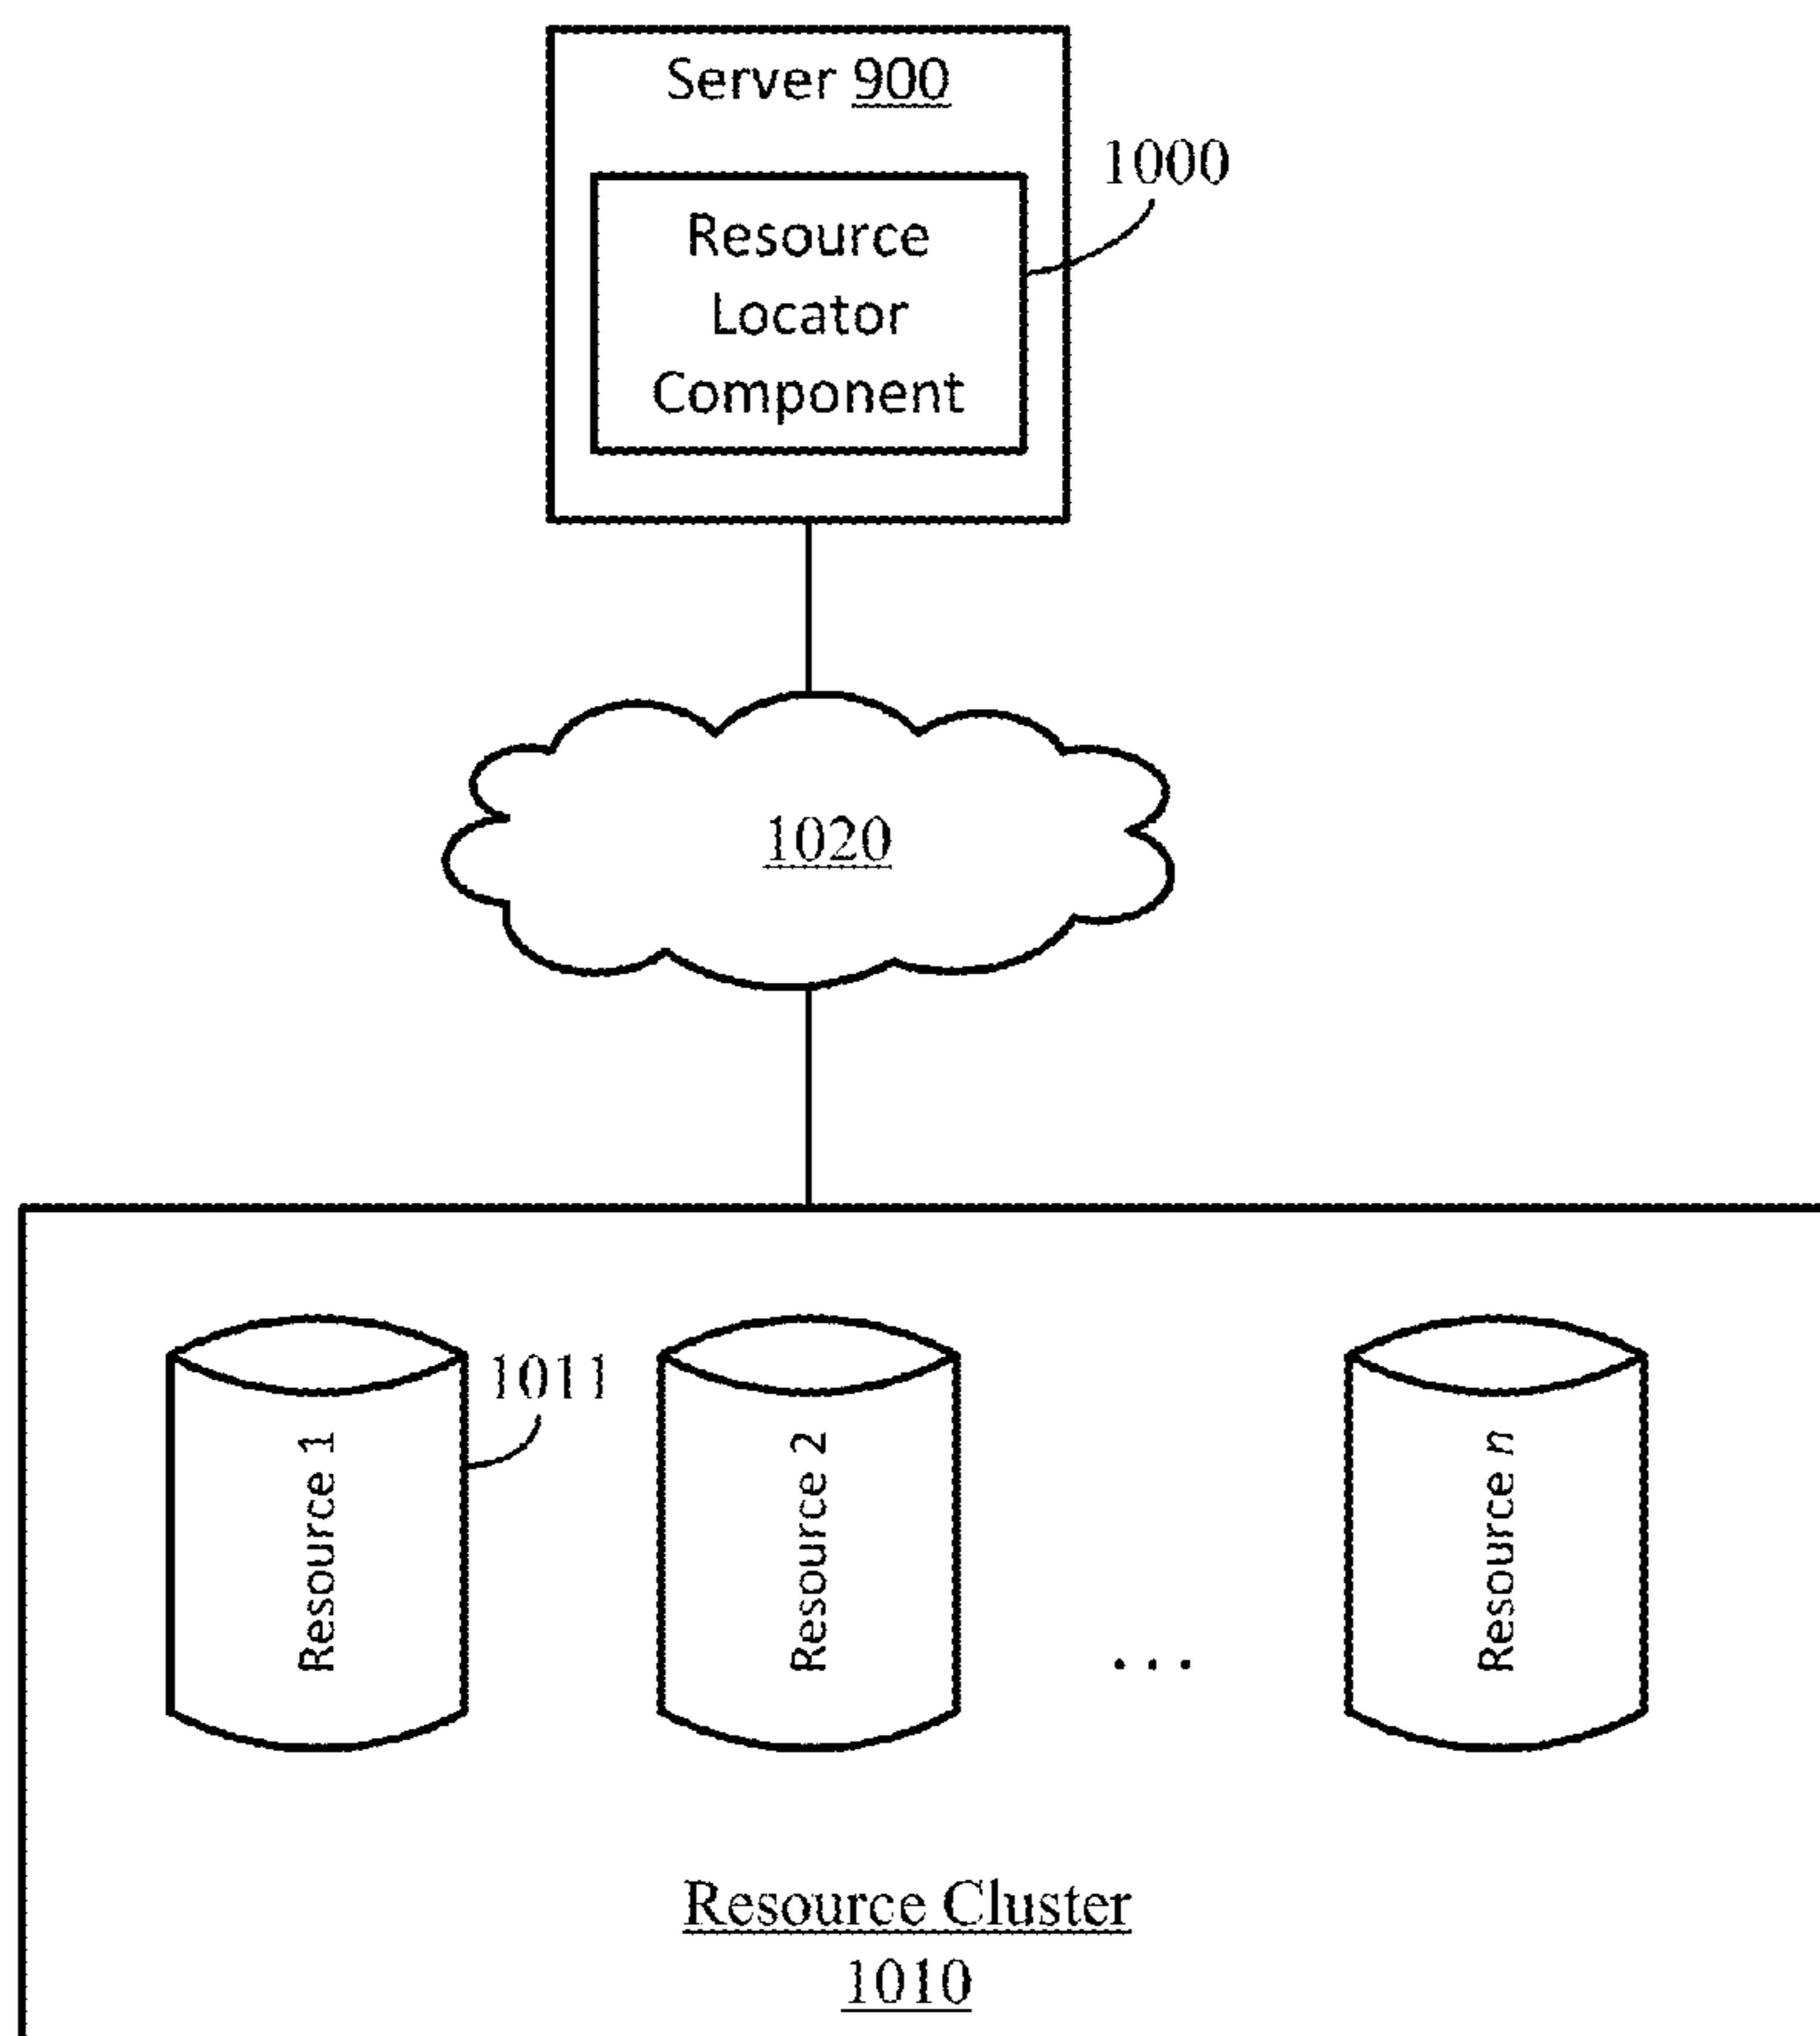 Server 900
1000
Resource
Locator
Component
1020
1011
Resource 1
Resource 2
...
Resource n
Resource Cluster
1010